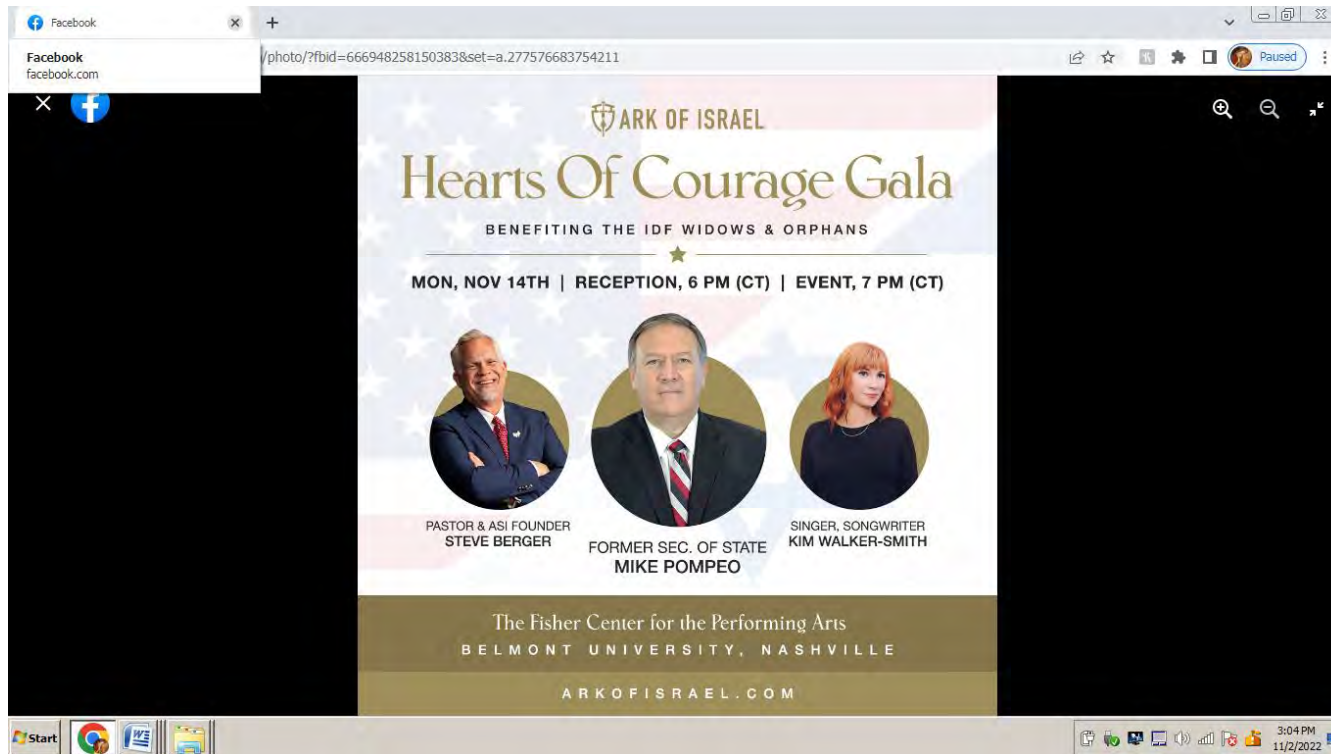 Facebook
Facebook
facebook.com
/photo/?fbid=666948258150383&set=a.277576683754211
Paused
ARK OF ISRAEL
Hearts Of Courage Gala
BENEFITING THE IDF WIDOWS & ORPHANS
MON, NOV 14TH | RECEPTION, 6 PM (CT) | EVENT, 7 PM (CT)
PASTOR & ASI FOUNDER
STEVE BERGER
FORMER SEC. OF STATE
MIKE POMPEO
SINGER, SONGWRITER
KIM WALKER-SMITH
The Fisher Center for the Performing Arts
BELMONT UNIVERSITY, NASHVILLE
ARKOFISRAEL.COM
Start
3:04 PM
11/2/2022